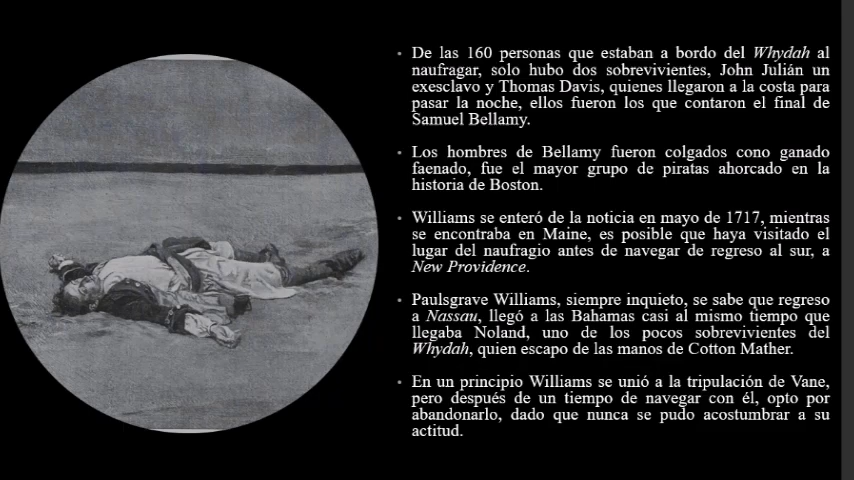 De las 160 personas que estaban a bordo del Whydah al
naufragar, solo hubo dos sobrevivientes, John Julián un
exesclavo y Thomas Davis, quienes llegaron a la costa para
pasar la noche, ellos fueron los que contaron el final de
Samuel Bellamy.
Los hombres de Bellamy fueron colgados cono ganado
faenado, fue el mayor grupo de piratas ahorcado en la
historia de Boston.
Williams se enteró de la noticia en mayo de 1717, mientras
se encontraba en Maine, es posible que haya visitado el
lugar del naufragio antes de navegar de regreso al sur, a
New Providence.
Paulsgrave Williams, siempre inquieto, se sabe que regreso
a Nassau, llegó a las Bahamas casi al mismo tiempo que
llegaba Noland, uno de los pocos sobrevivientes del
Whydah, quien escapo de las manos de Cotton Mather.
En un principio Williams se unió a la tripulación de Vane,
pero después de un tiempo de navegar con él, opto por
abandonarlo, dado que nunca se pudo acostumbrar a su
actitud.